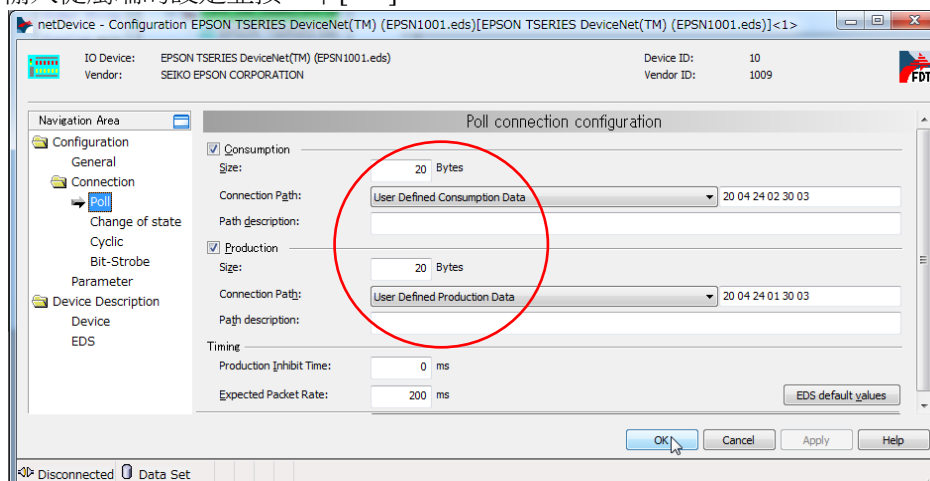 netDevice - Configuration EPSON TSERIES DeviceNet(TM) (EPSN1001.eds)[EPSON TSERIES DeviceNet(TM) (EPSN1001.eds)]<1>
IO Device: EPSON TSERIES DeviceNet(TM) (EPSN1001.eds) Device ID: 10
Vendor: SEIKO EPSON CORPORATION Vendor ID: 1009
FDT
Navigation Area
Configuration
General
Connection
Poll
Change of state
Cyclic
Bit-Strobe
Parameter
Device Description
Device
EDS
Poll connection configuration
Consumption
Size: 20 Bytes
Connection Path: User Defined Consumption Data 20 04 24 02 30 03
Path description:
Production
Size: 20 Bytes
Connection Path: User Defined Production Data 20 04 24 01 30 03
Path description:
Timing
Production Inhibit Time: 0 ms
Expected Packet Rate: 200 ms EDS default values
OK Cancel Apply Help
Disconnected Data Set